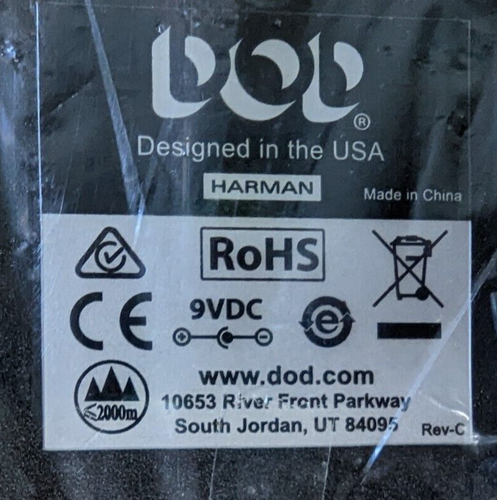 DOD®
Designed in the USA
HARMAN
Made in China
RoHS
CE
9VDC
e
≤2000m
www.dod.com
10653 River Front Parkway
South Jordan, UT 84095
Rev-C